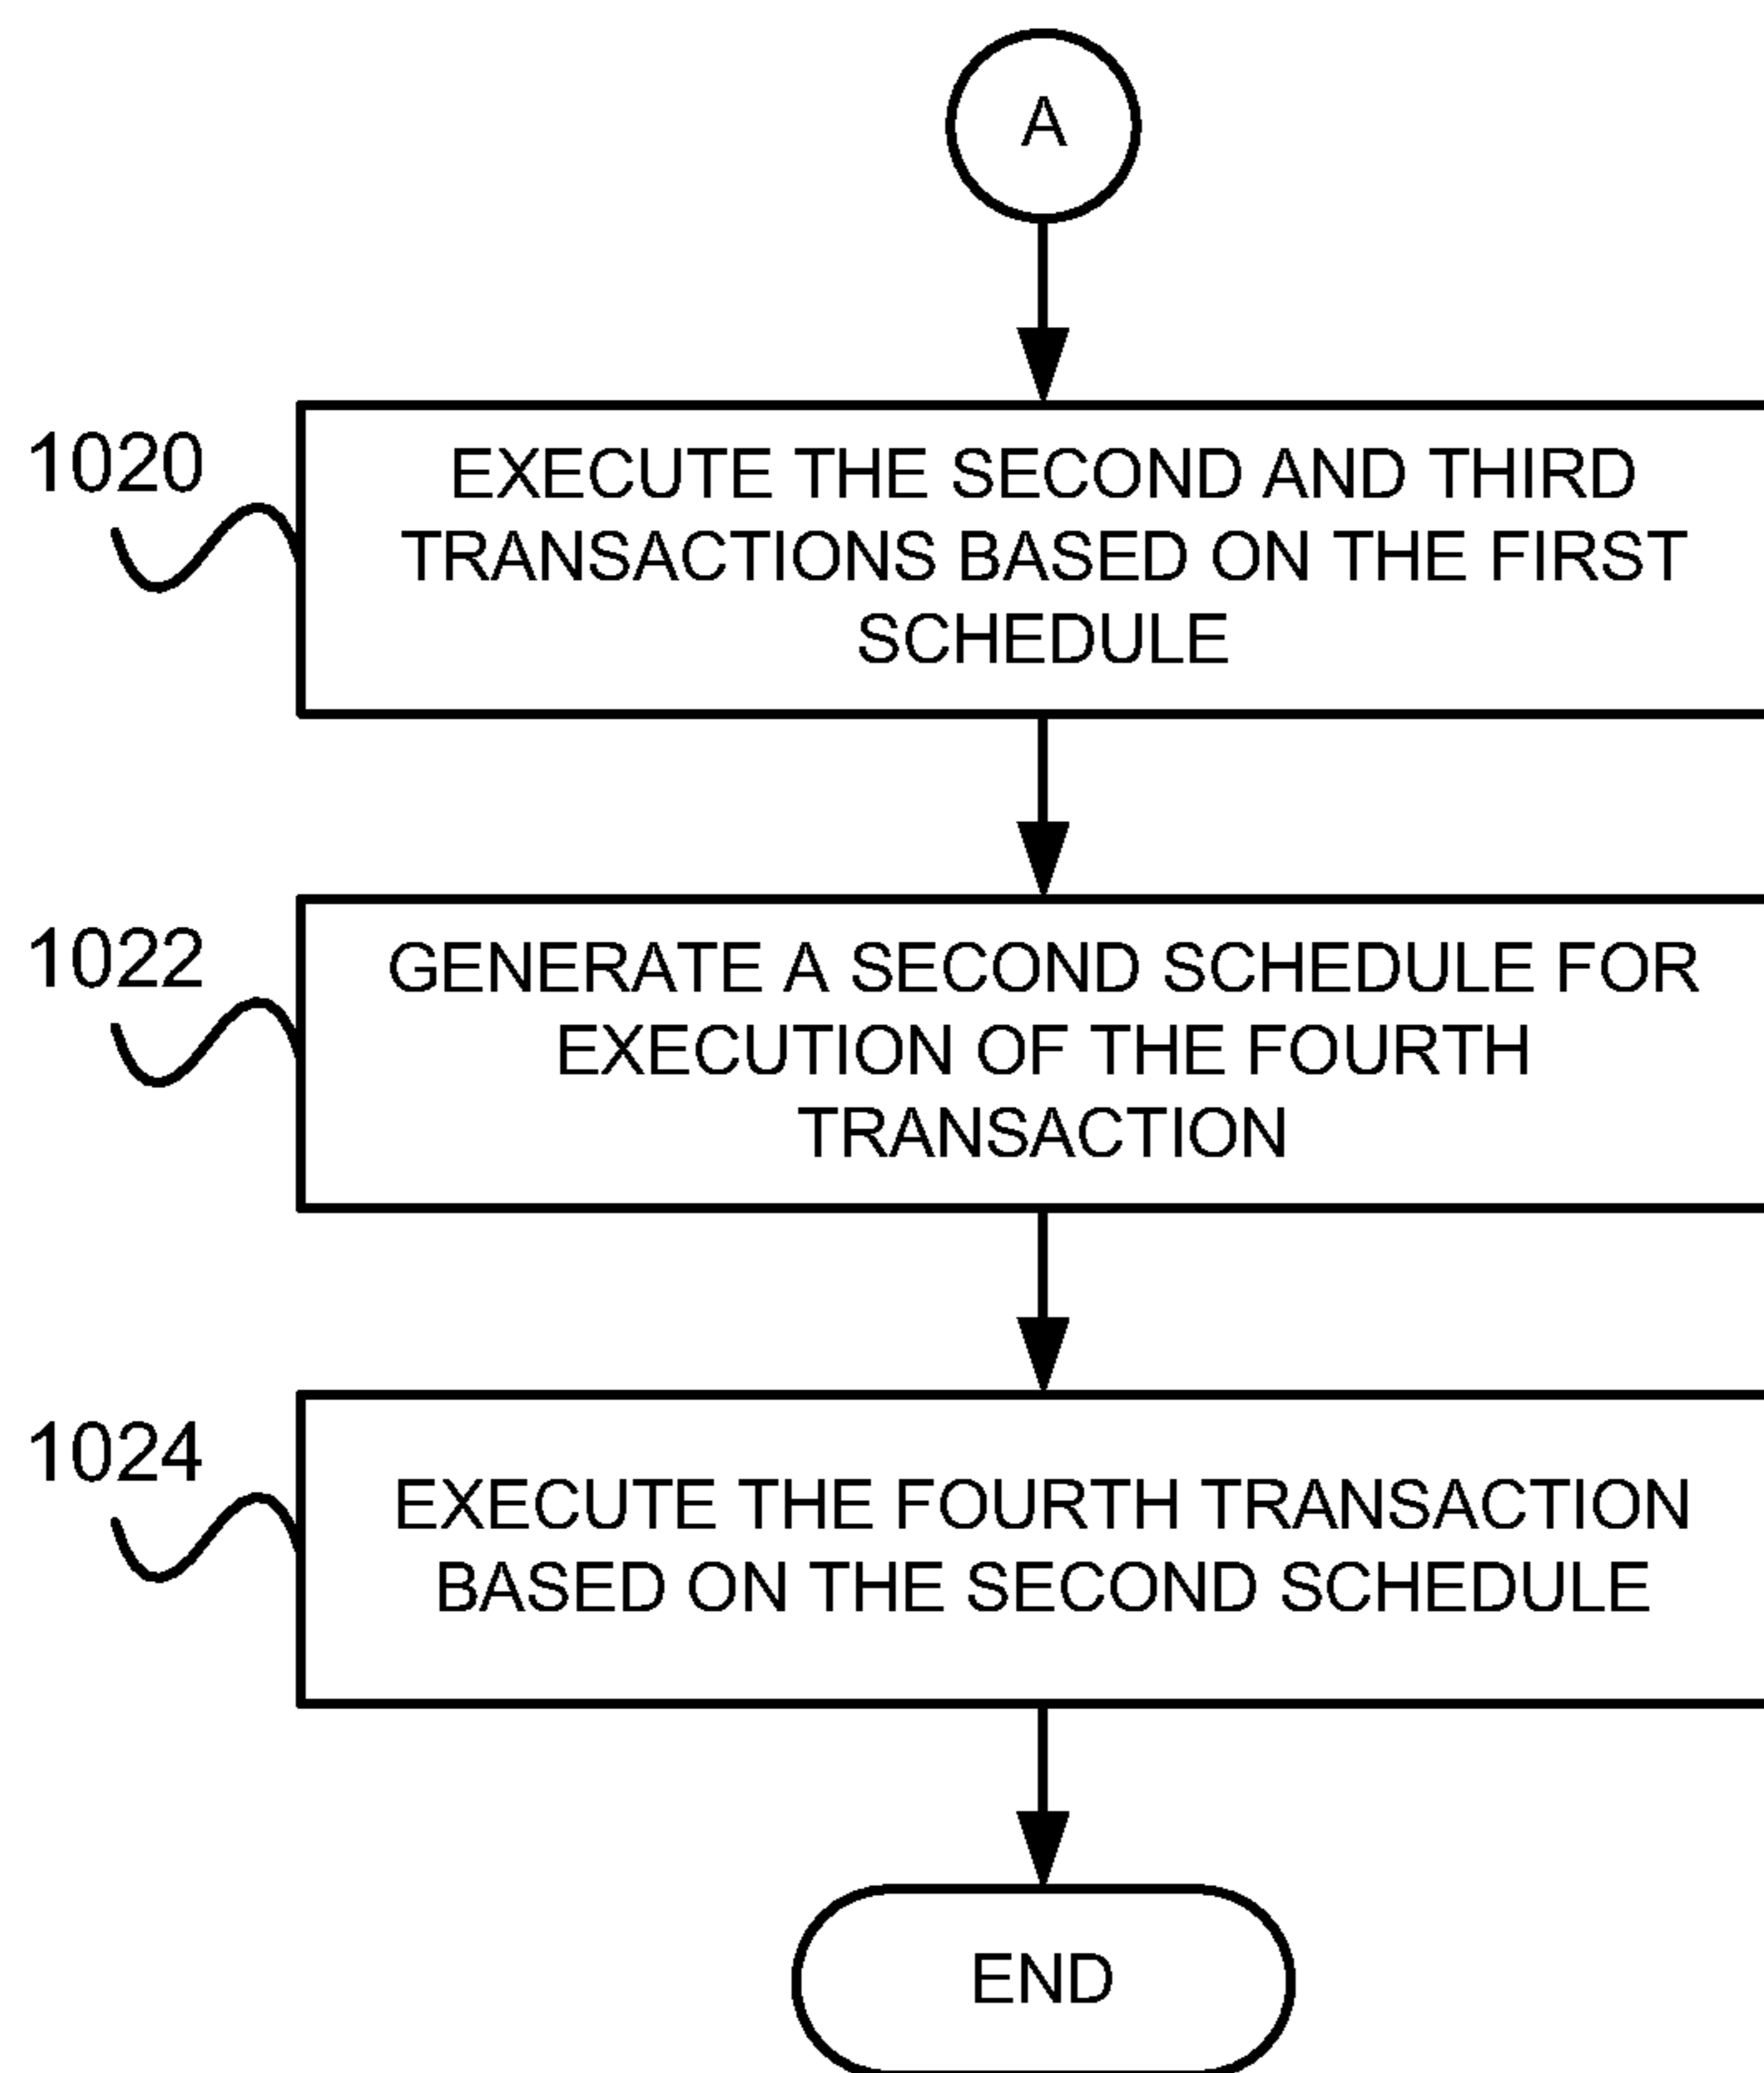 A
1020
EXECUTE THE SECOND AND THIRD
TRANSACTIONS BASED ON THE FIRST
SCHEDULE
1022
GENERATE A SECOND SCHEDULE FOR
EXECUTION OF THE FOURTH
TRANSACTION
1024
EXECUTE THE FOURTH TRANSACTION
BASED ON THE SECOND SCHEDULE
END